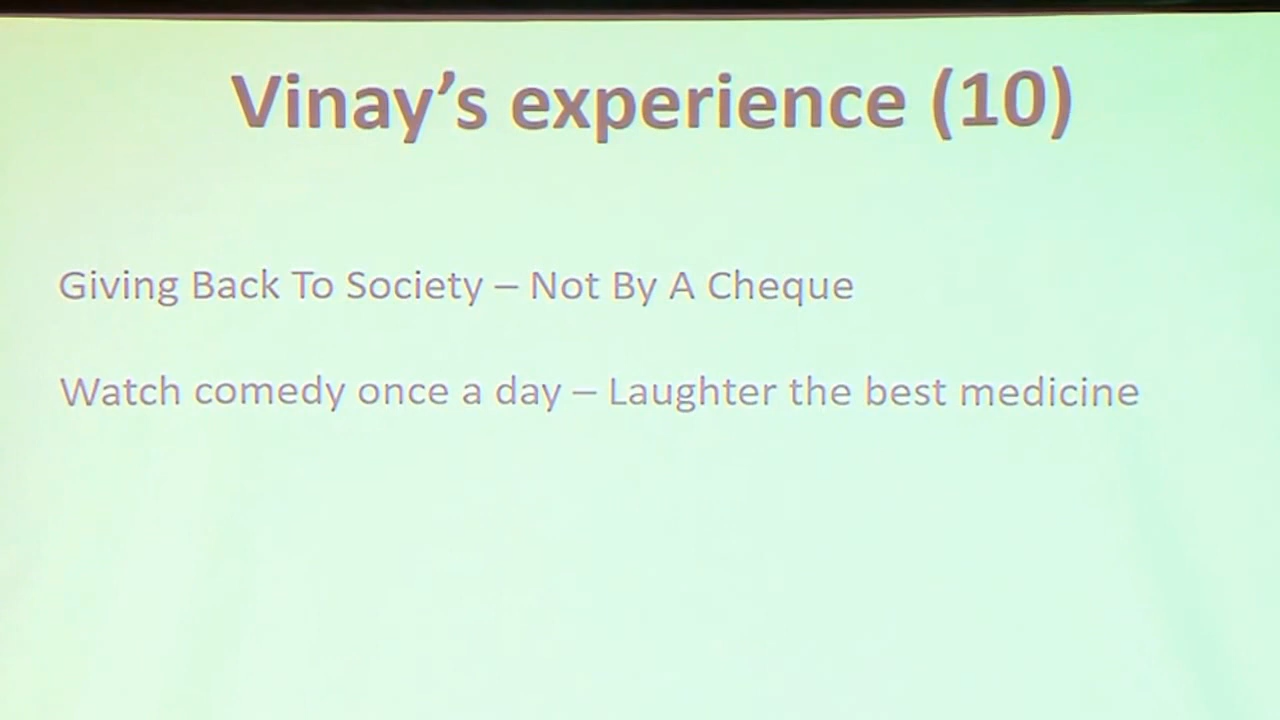 Vinay’s experience (10)
Giving Back To Society – Not By A Cheque
Watch comedy once a day – Laughter the best medicine